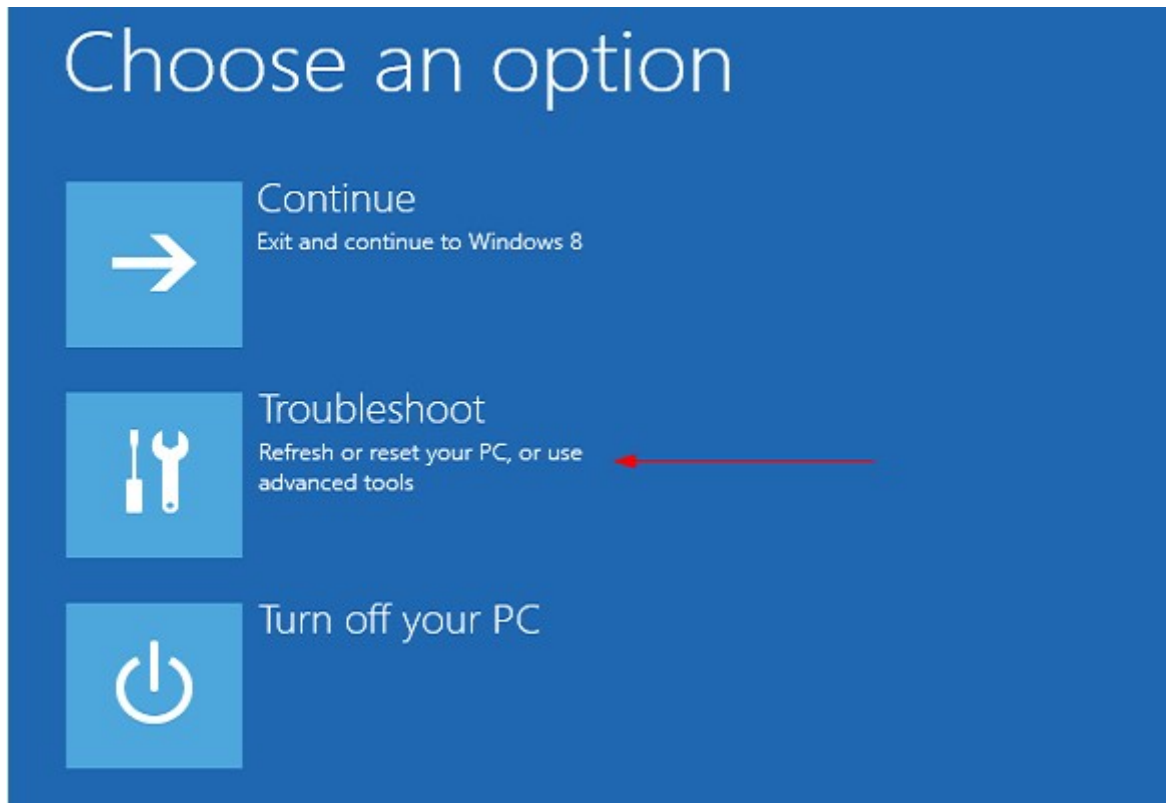 Choose an option
Continue
Exit and continue to Windows 8
Troubleshoot
Refresh or reset your PC, or use
advanced tools
Turn off your PC